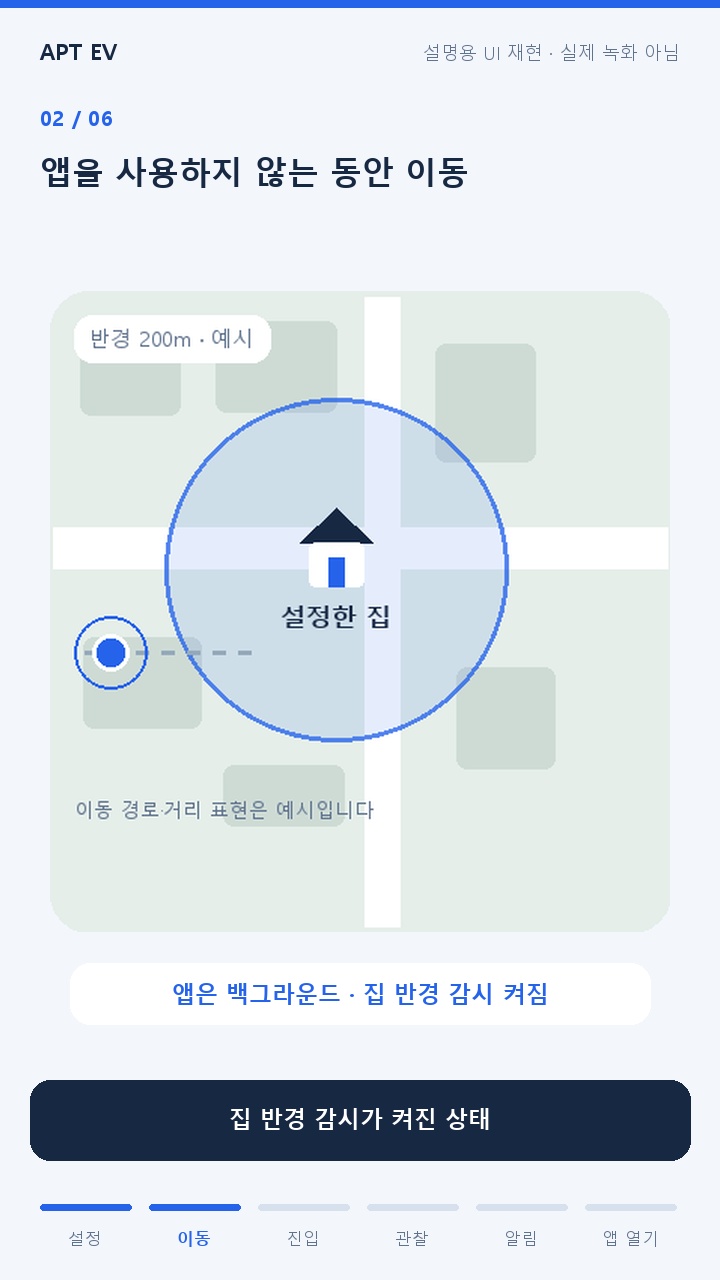 APT EV
설명용 UI 재현 · 실제 녹화 아님
02 / 06
앱을 사용하지 않는 동안 이동
반경 200m · 예시
설정한 집
이동 경로·거리 표현은 예시입니다
앱은 백그라운드 · 집 반경 감시 켜짐
집 반경 감시가 켜진 상태
설정
이동
진입
관찰
알림
앱 열기